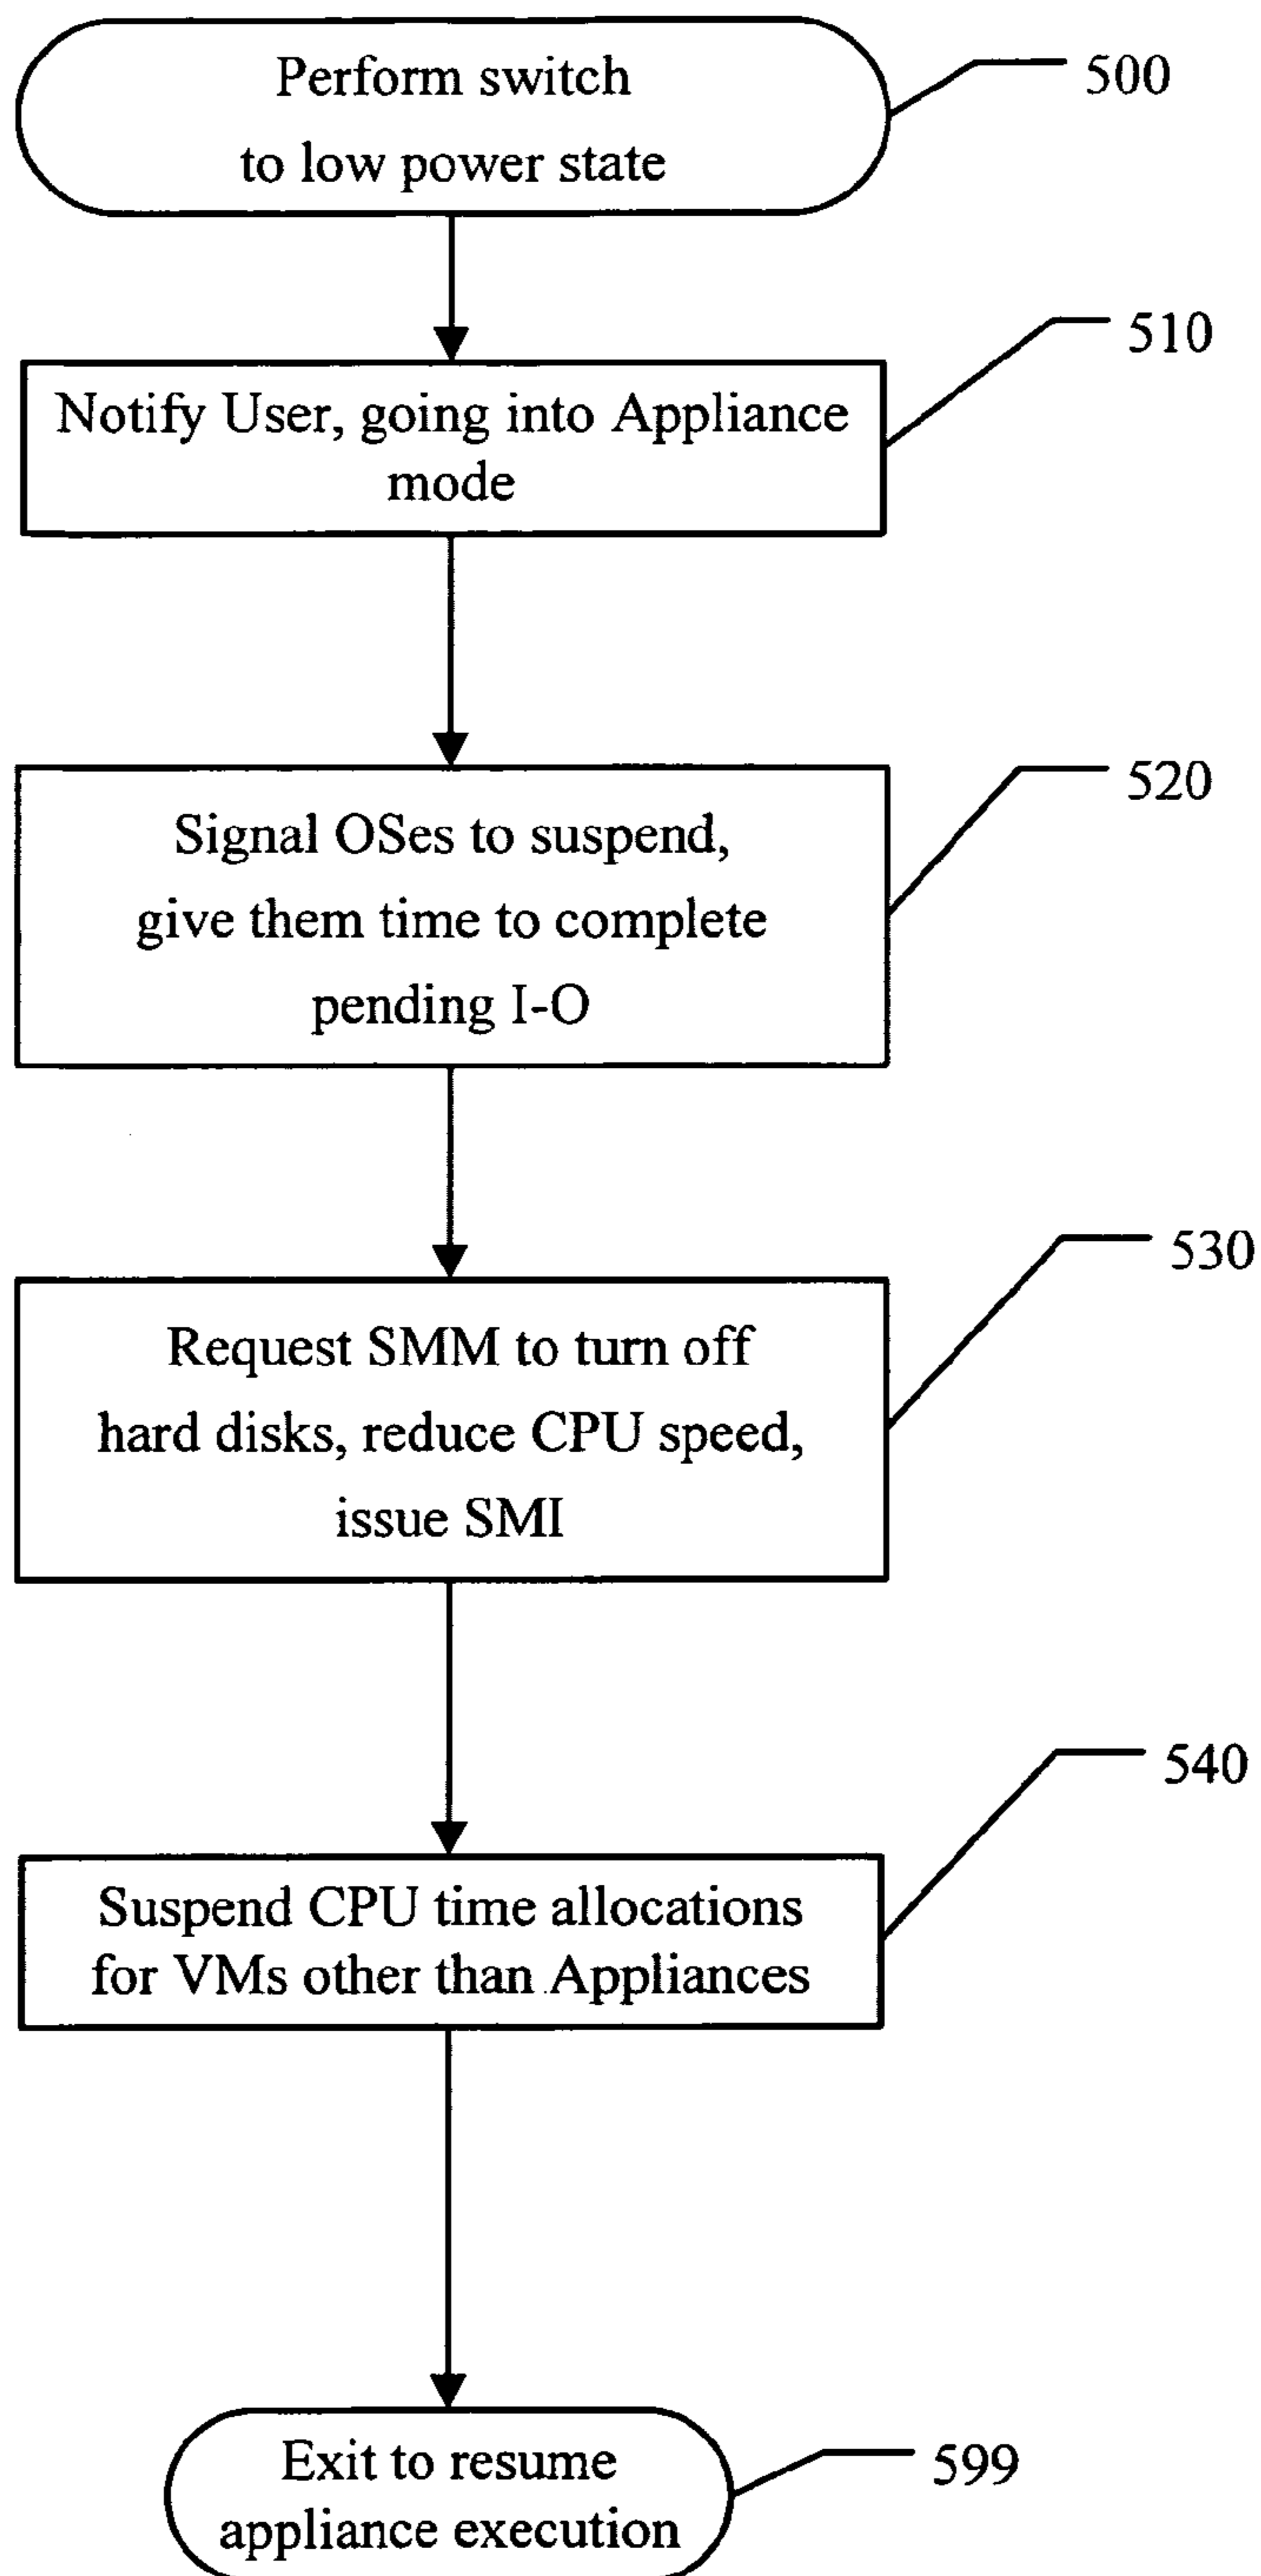 Perform switch
to low power state
500
Notify User, going into Appliance
mode
510
Signal OSes to suspend,
give them time to complete
pending I-O
520
Request SMM to turn off
hard disks, reduce CPU speed,
issue SMI
530
Suspend CPU time allocations
for VMs other than Appliances
540
Exit to resume
appliance execution
599